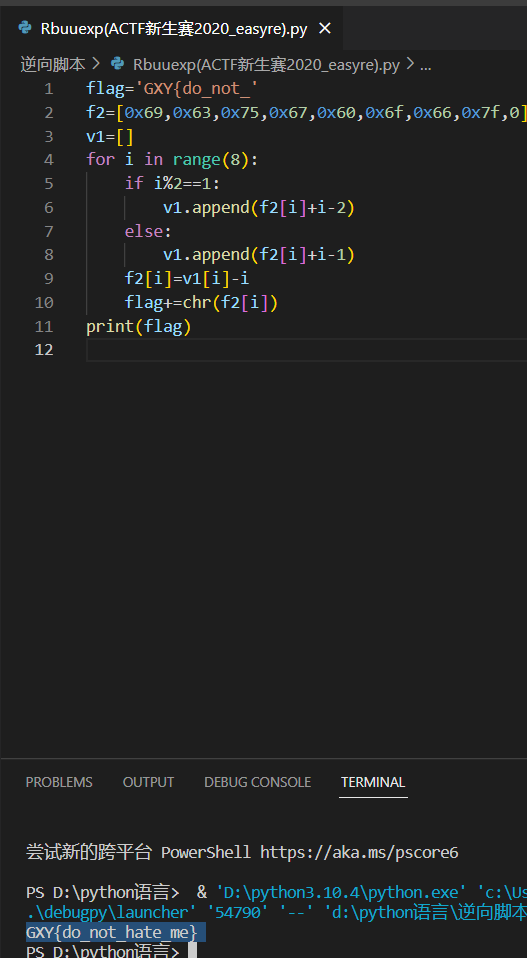 Rbuuexp(ACTF新生赛2020_easyre).py
逆向脚本 > Rbuuexp(ACTF新生赛2020_easyre).py > ...
1 flag='GXY{do_not_'
2 f2=[0x69,0x63,0x75,0x67,0x60,0x6f,0x66,0x7f,0]
3 v1=[]
4 for i in range(8):
5 if i%2==1:
6 v1.append(f2[i]+i-2)
7 else:
8 v1.append(f2[i]+i-1)
9 f2[i]=v1[i]-i
10 flag+=chr(f2[i])
11 print(flag)
12
PROBLEMS OUTPUT DEBUG CONSOLE TERMINAL
尝试新的跨平台 PowerShell https://aka.ms/pscore6
PS D:\python语言> & 'D:\python3.10.4\python.exe' 'c:\Us
.\debugpy\launcher' '54790' '--' 'd:\python语言\逆向脚本
GXY{do_not_hate_me}
PS D:\python语言>